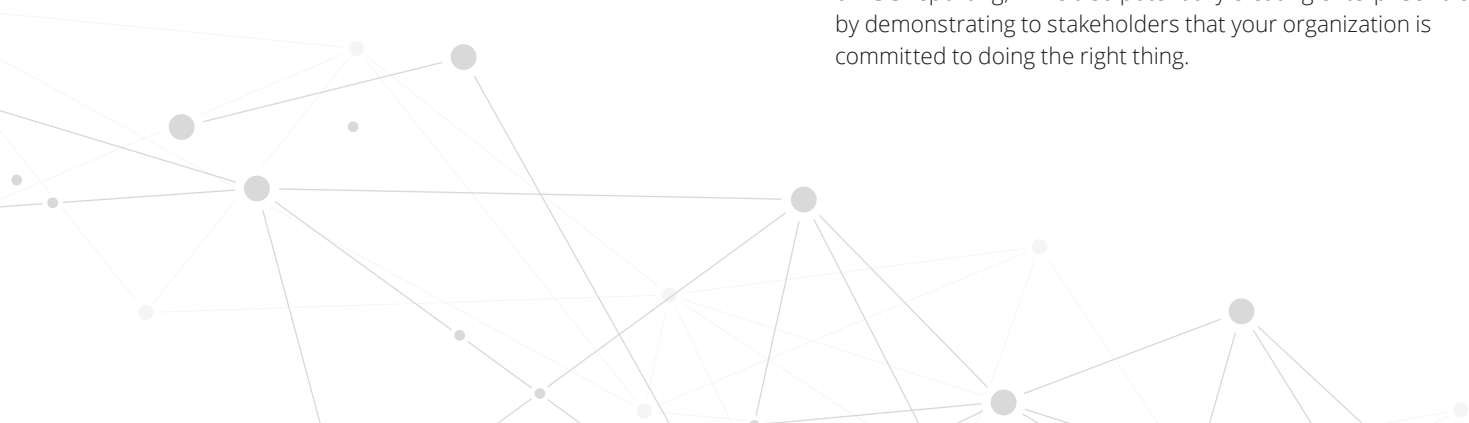 by demonstrating to stakeholders that your organization is
committed to doing the right thing.